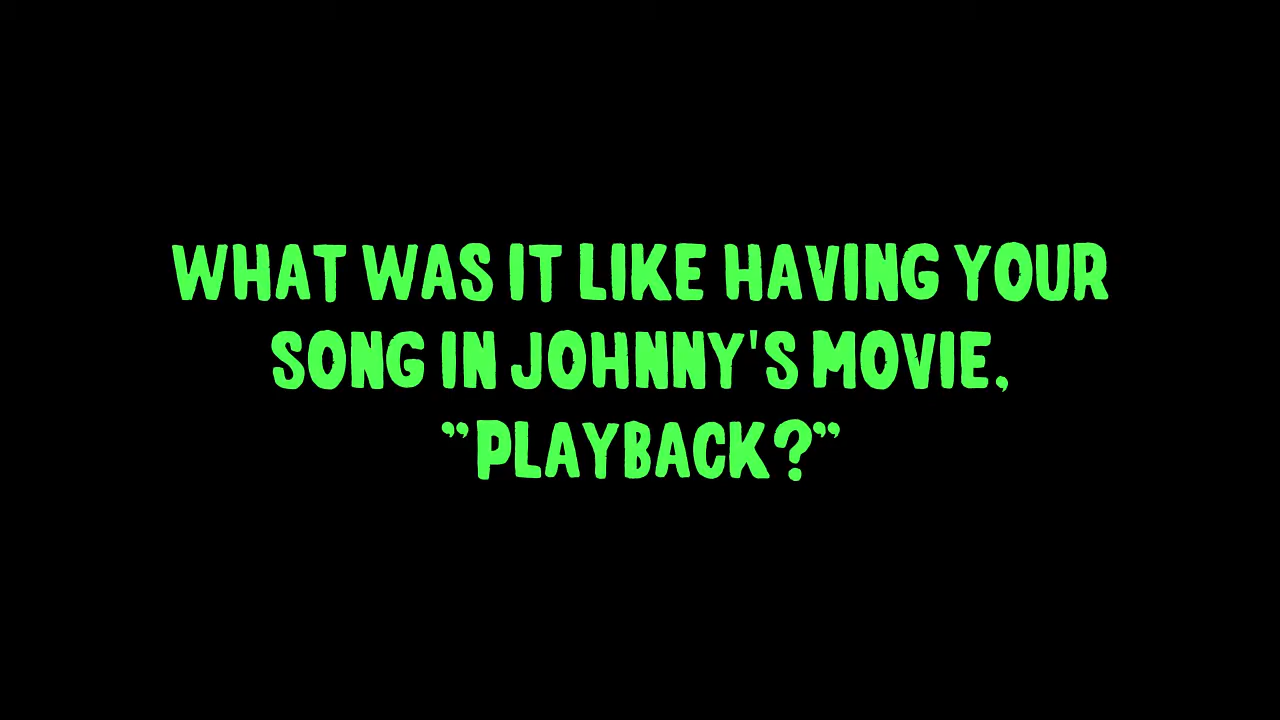 WHAT WAS IT LIKE HAVING YOUR
SONG IN JOHNNY'S MOVIE,
”PLAYBACK?”